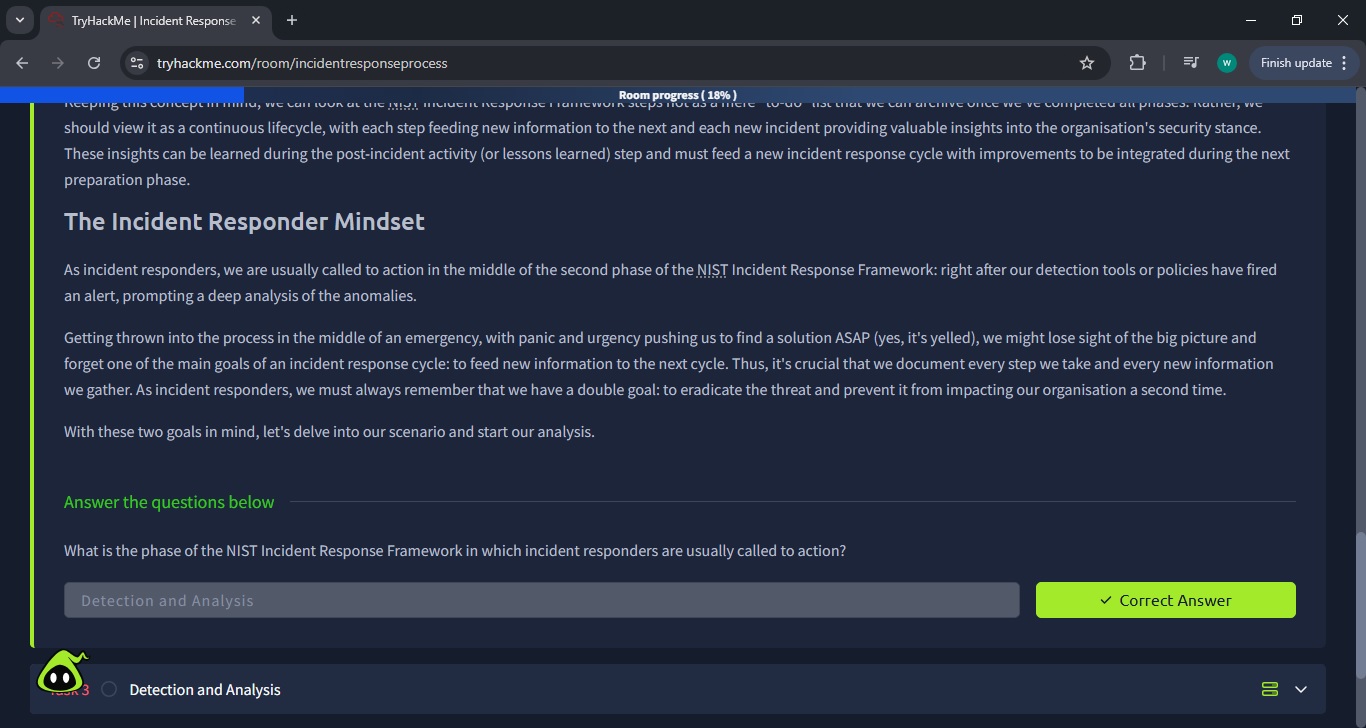 TryHackMe | Incident Response
tryhackme.com/room/incidentresponseprocess
W
Finish update
Room progress ( 18% )
Keeping this concept in mind, we can look at the NIST Incident Response Framework steps not as a mere "to-do" list that we can archive once we've completed all phases. Rather, we
should view it as a continuous lifecycle, with each step feeding new information to the next and each new incident providing valuable insights into the organisation's security stance.
These insights can be learned during the post-incident activity (or lessons learned) step and must feed a new incident response cycle with improvements to be integrated during the next
preparation phase.
The Incident Responder Mindset
As incident responders, we are usually called to action in the middle of the second phase of the NIST Incident Response Framework: right after our detection tools or policies have fired
an alert, prompting a deep analysis of the anomalies.
Getting thrown into the process in the middle of an emergency, with panic and urgency pushing us to find a solution ASAP (yes, it's yelled), we might lose sight of the big picture and
forget one of the main goals of an incident response cycle: to feed new information to the next cycle. Thus, it's crucial that we document every step we take and every new information
we gather. As incident responders, we must always remember that we have a double goal: to eradicate the threat and prevent it from impacting our organisation a second time.
With these two goals in mind, let's delve into our scenario and start our analysis.
Answer the questions below
What is the phase of the NIST Incident Response Framework in which incident responders are usually called to action?
Detection and Analysis
Correct Answer
Task 3
Detection and Analysis